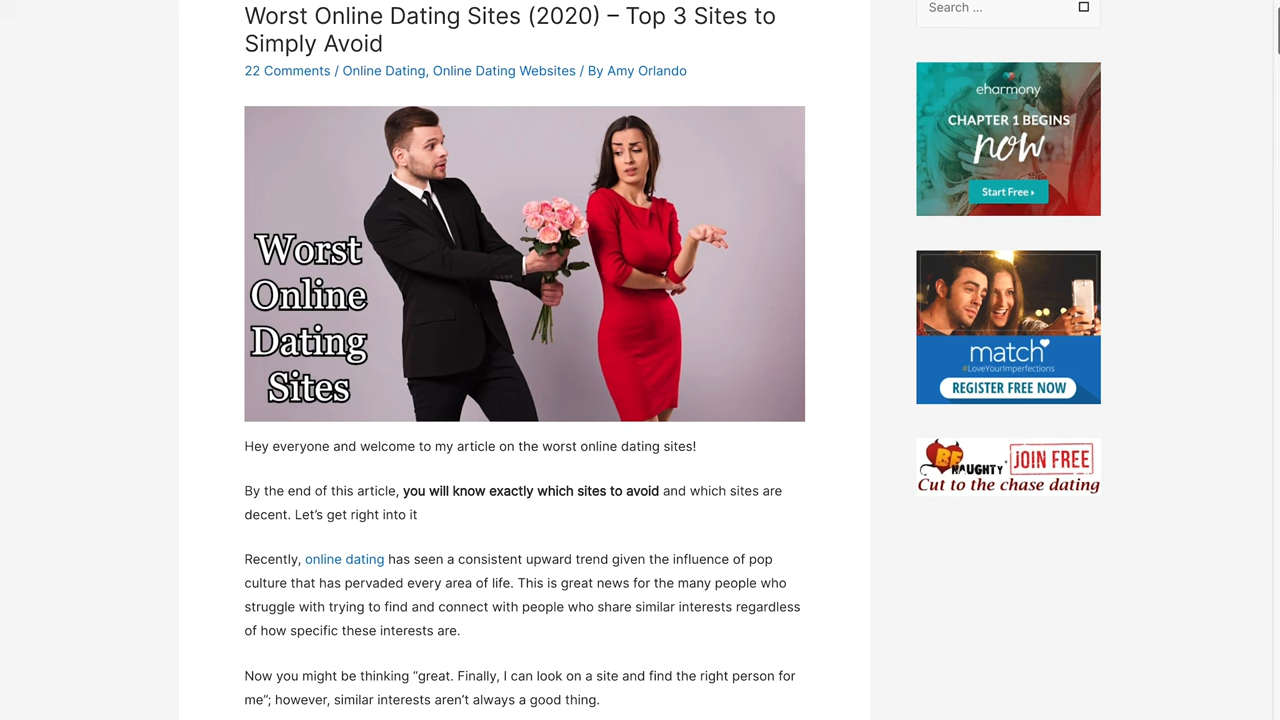 Worst Online Dating Sites (2020) – Top 3 Sites to
Simply Avoid
22 Comments / Online Dating, Online Dating Websites / By Amy Orlando
Worst
Online
Dating
Sites
Hey everyone and welcome to my article on the worst online dating sites!
By the end of this article, you will know exactly which sites to avoid and which sites are
decent. Let’s get right into it
Recently, online dating has seen a consistent upward trend given the influence of pop
culture that has pervaded every area of life. This is great news for the many people who
struggle with trying to find and connect with people who share similar interests regardless
of how specific these interests are.
Now you might be thinking “great. Finally, I can look on a site and find the right person for
me”; however, similar interests aren’t always a good thing.
Search ...
eharmony
CHAPTER 1 BEGINS
now
Start Free
match
#LoveYourImperfections
REGISTER FREE NOW
BE
NAUGHTY
JOIN FREE
Cut to the chase dating